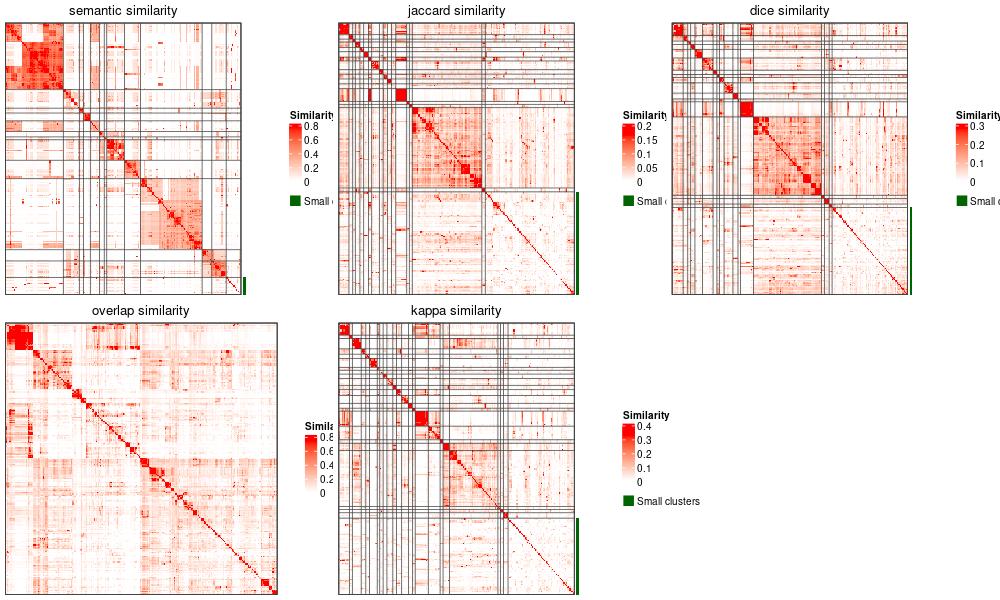 semantic similarity
Similarity
0.8
0.6
0.4
0.2
0
Small
jaccard similarity
Similarity
0.2
0.15
0.1
0.05
0
Small
dice similarity
Similarity
0.3
0.2
0.1
0
Small
overlap similarity
0.8
0.6
0.4
0.2
0
kappa similarity
Similarity
0.4
0.3
0.2
0.1
0
Small clusters